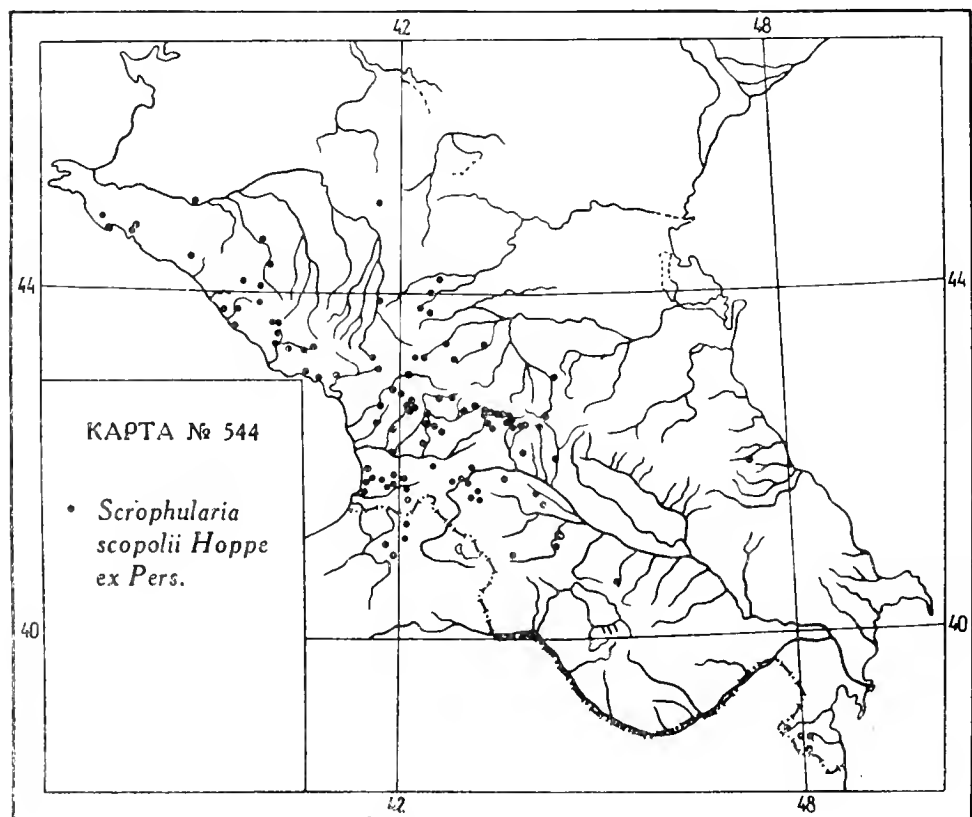 42 48
44 44
КАРТА № 544
• Scrophularia
scopolii Hoppe
ex Pers.
40 40
42 48